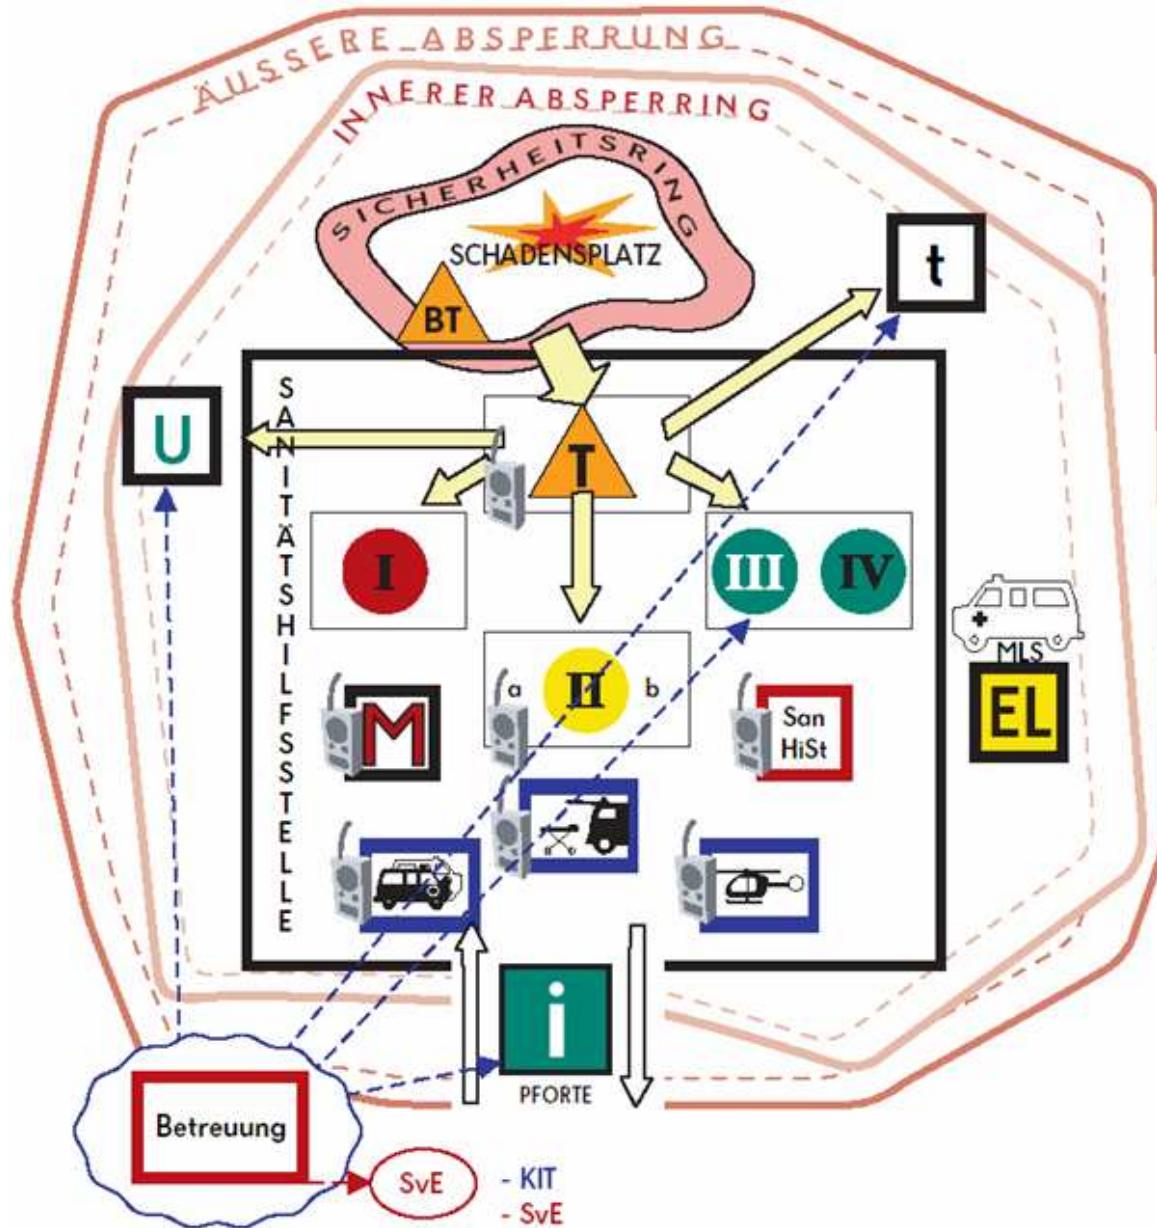 ÄUSSERE ABSPERRUNG
INNERER ABSPERRING
SICHERHEITSRING
SCHADENSPLATZ
BT
t
SANITÄTSHILFSSTELLE
U
T
I
III
IV
a
II
b
MLS
M
San
HiSt
EL
i
PFORTE
Betreuung
SvE
- KIT
- SvE